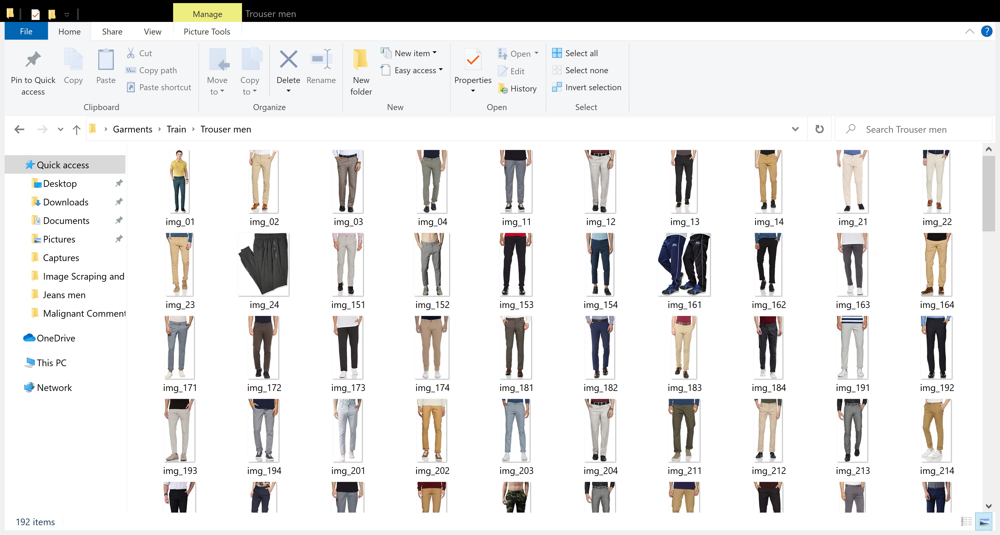 Manage
Trouser men
File
Home
Share
View
Picture Tools
Pin to Quick
access
Copy
Paste
Cut
Copy path
Paste shortcut
Clipboard
Move
to
Copy
to
Delete
Rename
Organize
New
folder
New item
Easy access
New
Properties
Open
Edit
History
Open
Select all
Select none
Invert selection
Select
Garments
Train
Trouser men
Search Trouser men
Quick access
Desktop
Downloads
Documents
Pictures
Captures
Image Scraping and
Jeans men
Malignant Comment
OneDrive
This PC
Network
img_01 img_02 img_03 img_04 img_11 img_12 img_13 img_14 img_21 img_22
img_23 img_24 img_151 img_152 img_153 img_154 img_161 img_162 img_163 img_164
img_171 img_172 img_173 img_174 img_181 img_182 img_183 img_184 img_191 img_192
img_193 img_194 img_201 img_202 img_203 img_204 img_211 img_212 img_213 img_214
192 items